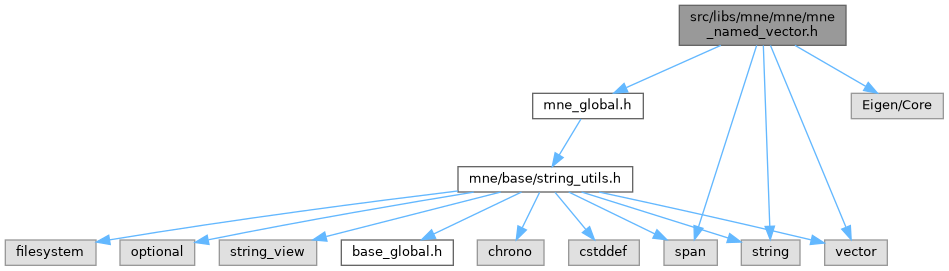 src/libs/mne/mne/mne
_named_vector.h
mne_global.h
Eigen/Core
mne/base/string_utils.h
filesystem
optional
string_view
base_global.h
chrono
cstddef
span
string
vector